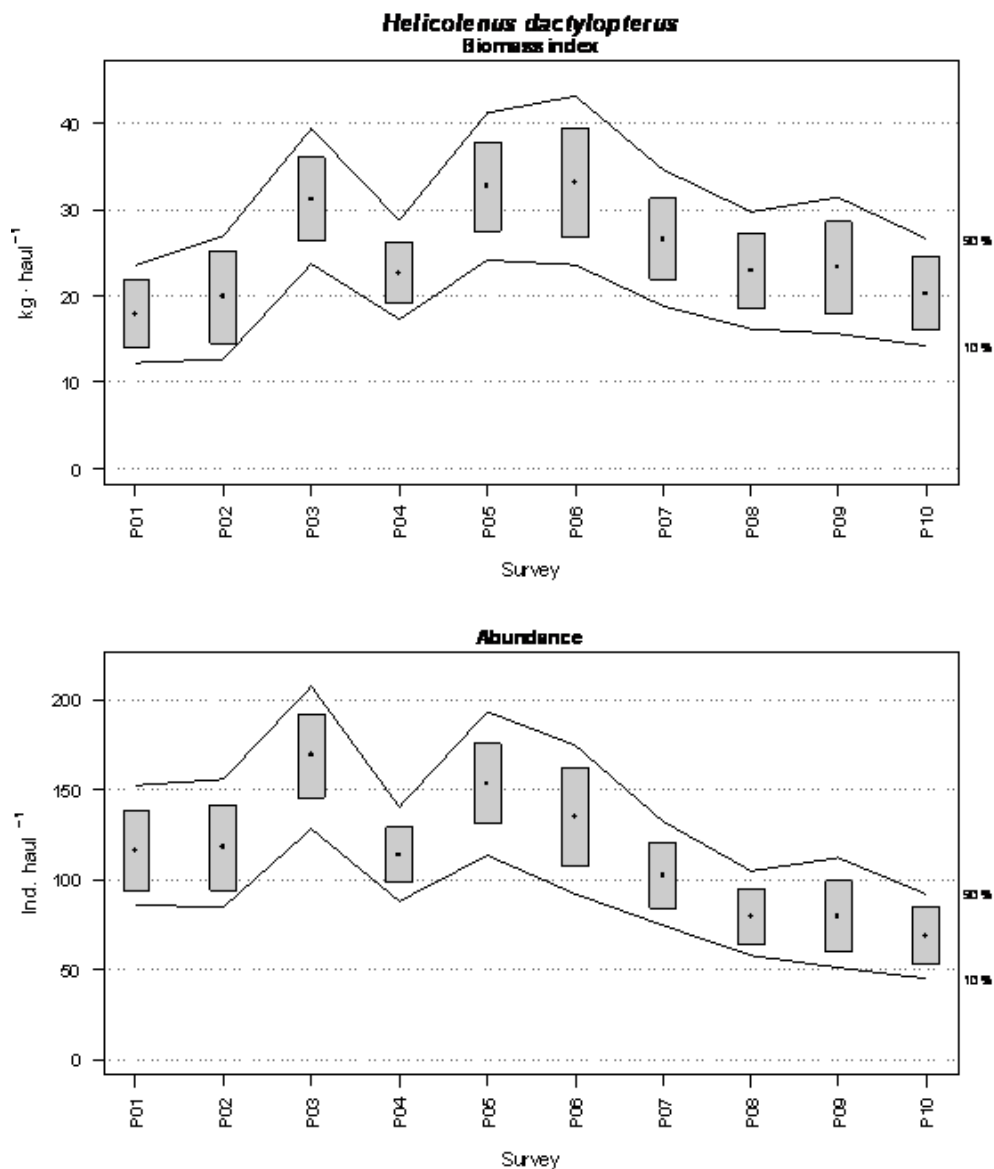 Helicolenus dactylopterus
Biomass index
kg · haul⁻¹
40
30
20
10
0
90 %
10 %
P01 P02 P03 P04 P05 P06 P07 P08 P09 P10
Survey
Abundance
Ind. haul ⁻¹
200
150
100
50
0
90 %
10 %
P01 P02 P03 P04 P05 P06 P07 P08 P09 P10
Survey